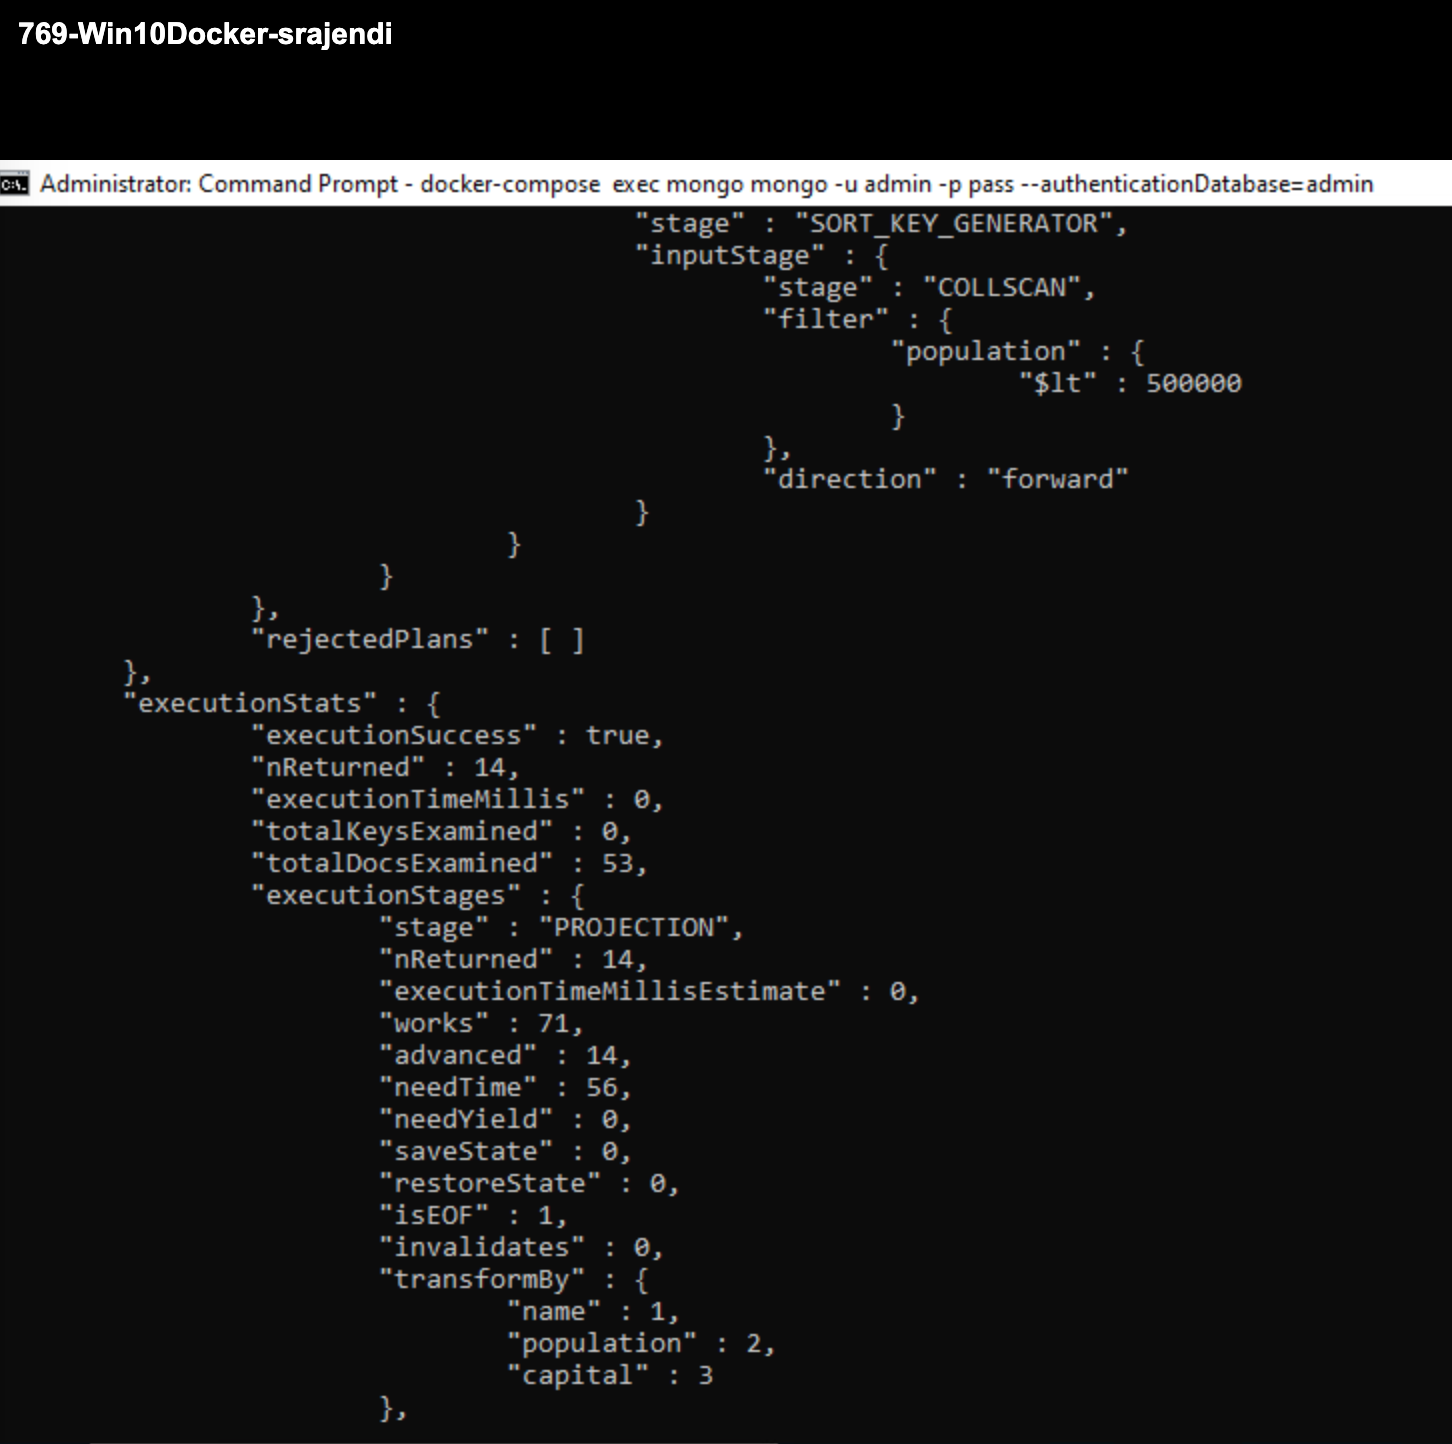 769-Win10Docker-srajendi
Administrator: Command Prompt - docker-compose  exec mongo mongo -u admin -p pass --authenticationDatabase=admin
"stage" : "SORT_KEY_GENERATOR",
"inputStage" : {
"stage" : "COLLSCAN",
"filter" : {
"population" : {
"$lt" : 500000
}
},
"direction" : "forward"
}
}
}
},
"rejectedPlans" : [ ]
},
"executionStats" : {
"executionSuccess" : true,
"nReturned" : 14,
"executionTimeMillis" : 0,
"totalKeysExamined" : 0,
"totalDocsExamined" : 53,
"executionStages" : {
"stage" : "PROJECTION",
"nReturned" : 14,
"executionTimeMillisEstimate" : 0,
"works" : 71,
"advanced" : 14,
"needTime" : 56,
"needYield" : 0,
"saveState" : 0,
"restoreState" : 0,
"isEOF" : 1,
"invalidates" : 0,
"transformBy" : {
"name" : 1,
"population" : 2,
"capital" : 3
},